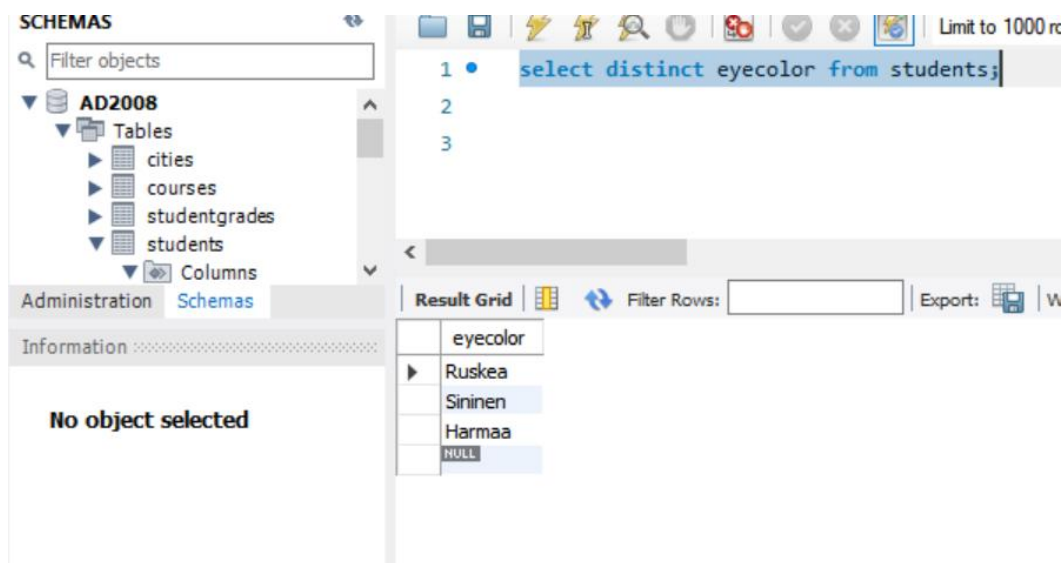 SCHEMAS
Filter objects
AD2008
Tables
cities
courses
studentgrades
students
Columns
Administration Schemas
Information
No object selected
Limit to 1000 ro
1 select distinct eyecolor from students;
2
3
Result Grid Filter Rows: Export: W
eyecolor
Ruskea
Sininen
Harmaa
NULL